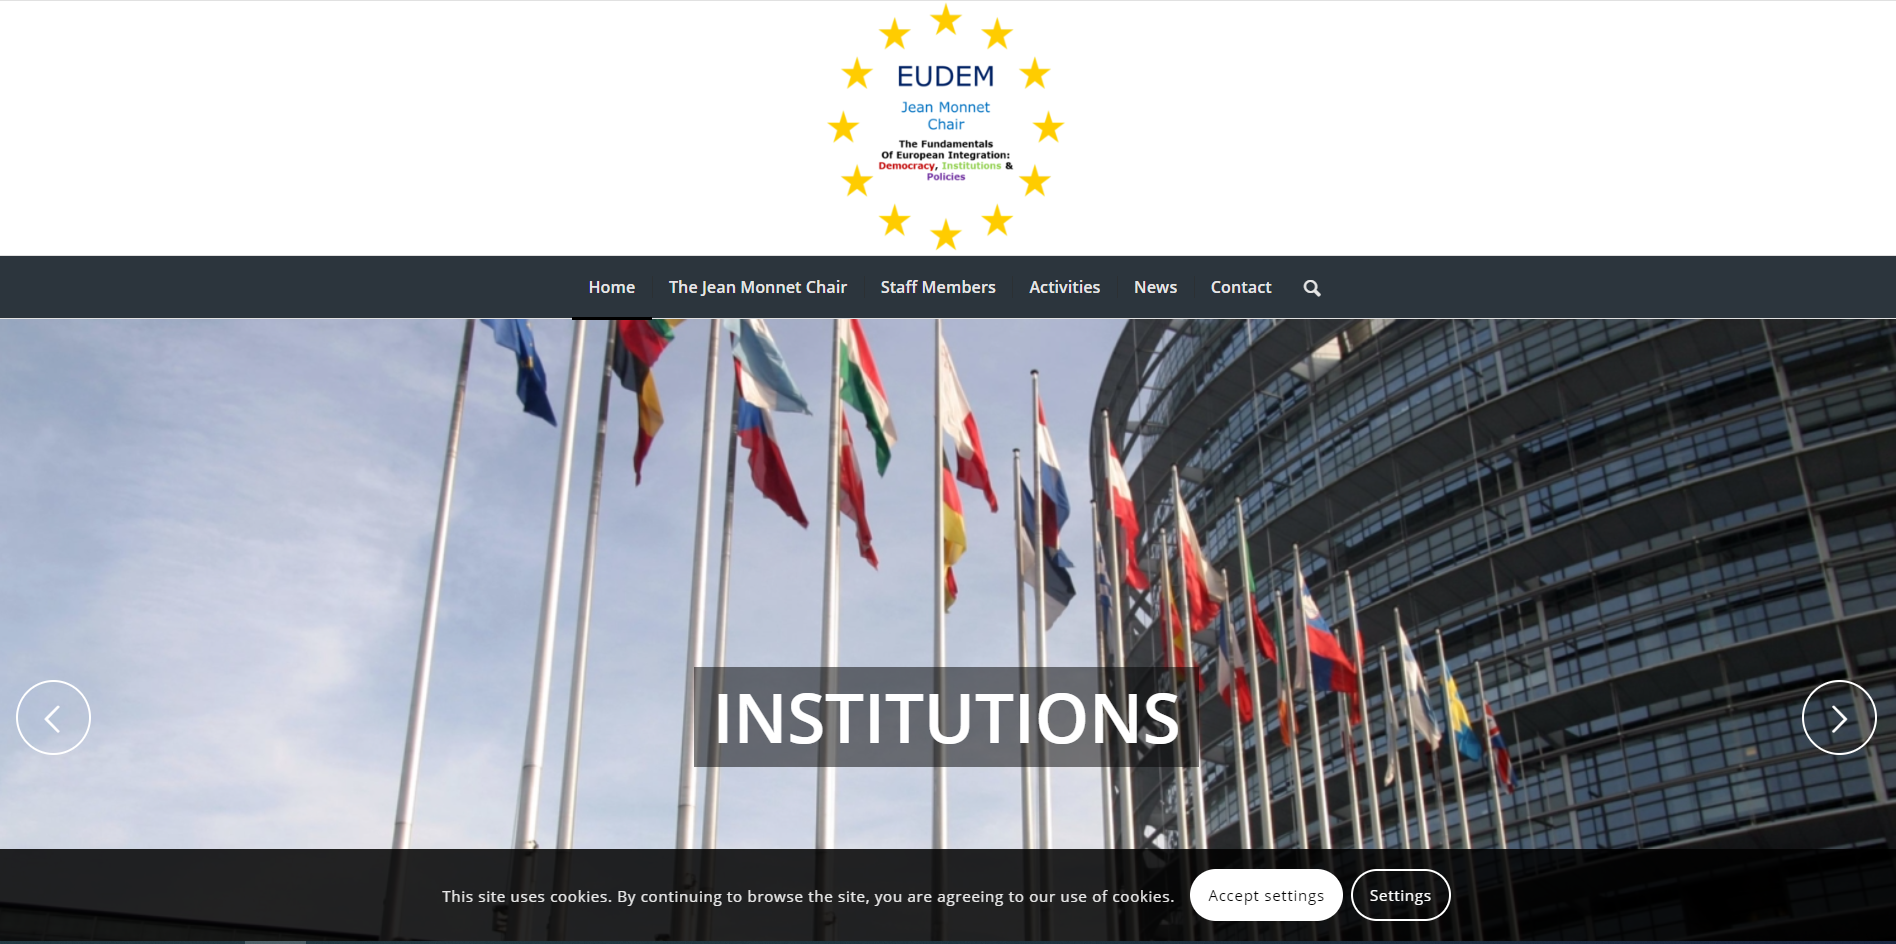 EUDEM
Jean Monnet
Chair
The Fundamentals
Of European Integration:
Democracy, Institutions &
Policies
Home The Jean Monnet Chair Staff Members Activities News Contact
INSTITUTIONS
This site uses cookies. By continuing to browse the site, you are agreeing to our use of cookies. Accept settings Settings